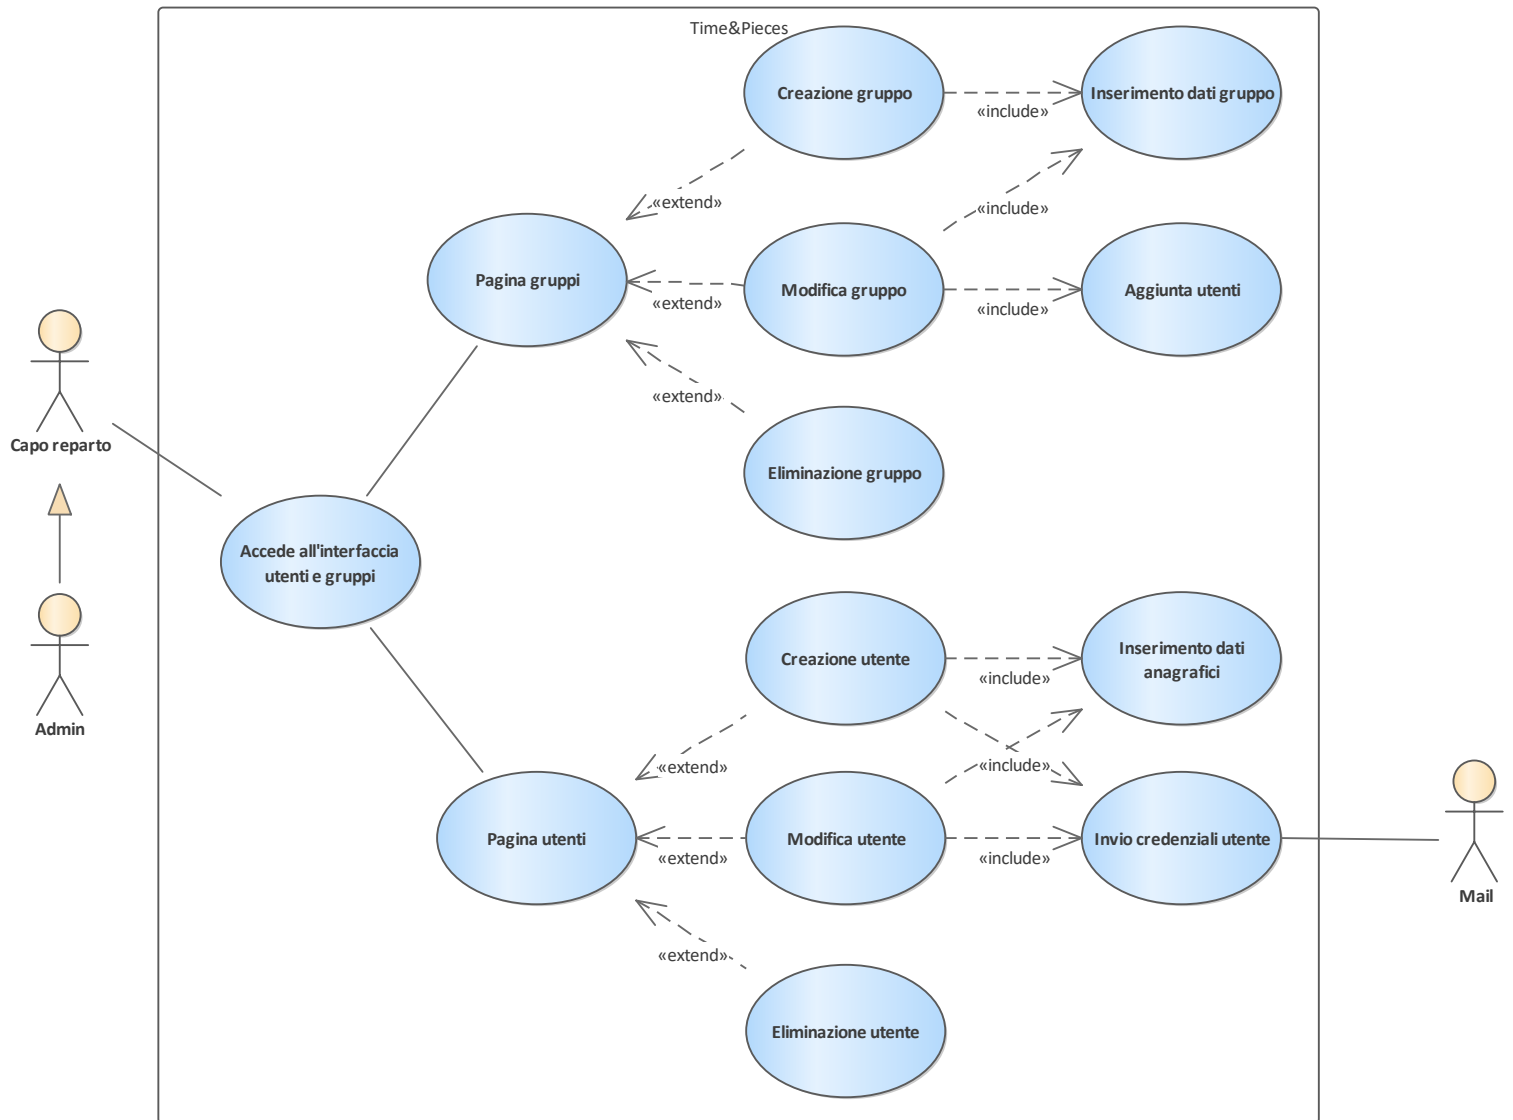 Time&Pieces
Creazione gruppo
Inserimento dati gruppo
«include»
«extend»
«include»
Pagina gruppi
Modifica gruppo
Aggiunta utenti
«extend»
«include»
«extend»
Capo reparto
Eliminazione gruppo
Accede all'interfaccia
utenti e gruppi
Creazione utente
Inserimento dati
anagrafici
«include»
Admin
«extend»
«include»
Pagina utenti
Modifica utente
Invio credenziali utente
«extend»
«include»
Mail
«extend»
Eliminazione utente